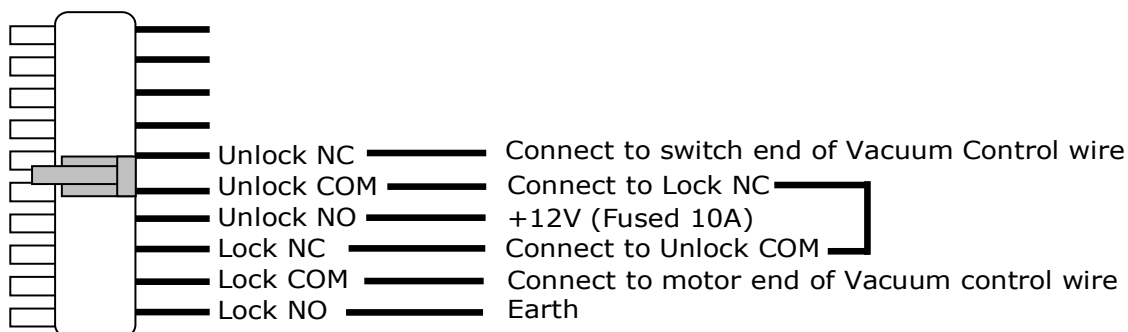 Unlock NC Connect to switch end of Vacuum Control wire
Unlock COM Connect to Lock NC
Unlock NO +12V (Fused 10A)
Lock NC Connect to Unlock COM
Lock COM Connect to motor end of Vacuum control wire
Lock NO Earth